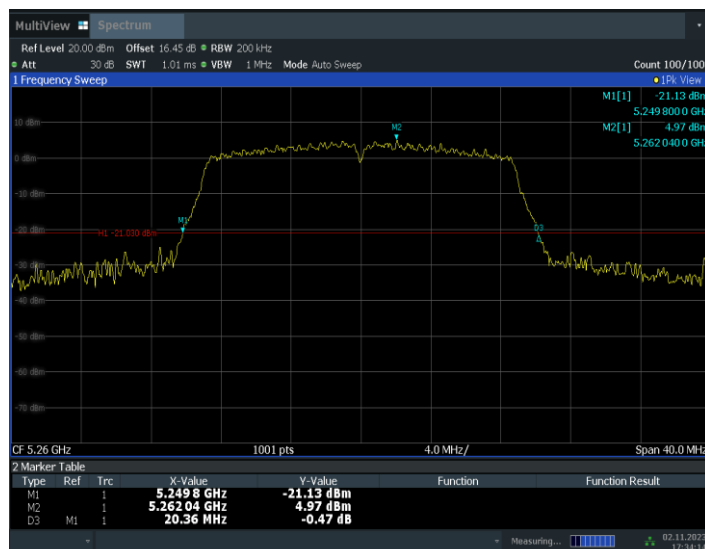 MultiView Spectrum
Ref Level 20.00 dBm Offset 16.45 dB RBW 200 kHz
Att 30 dB SWT 1.01 ms VBW 1 MHz Mode Auto Sweep Count 100/100
1 Frequency Sweep 1Pk View
M1[1] -21.13 dBm
5.249 800 0 GHz
10 dBm
M2
M2[1] 4.97 dBm
5.262 040 0 GHz
0 dBm
-10 dBm
M1
-20 dBm
D3
H1 -21.030 dBm
-30 dBm
-40 dBm
-50 dBm
-60 dBm
-70 dBm
CF 5.26 GHz 1001 pts 4.0 MHz/ Span 40.0 MHz
2 Marker Table
Type Ref Trc X-Value Y-Value Function Function Result
M1 1 5.249 8 GHz -21.13 dBm
M2 1 5.262 04 GHz 4.97 dBm
D3 M1 1 20.36 MHz -0.47 dB
Measuring... 02.11.2023